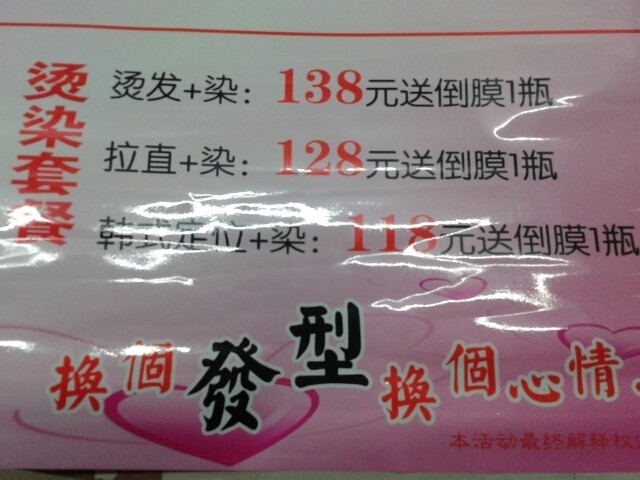 烫染套餐
烫发+染：138元送倒膜1瓶
拉直+染：128元送倒膜1瓶
韩式定位+染：118元送倒膜1瓶
換個發型換個心情
本活动最终解释权